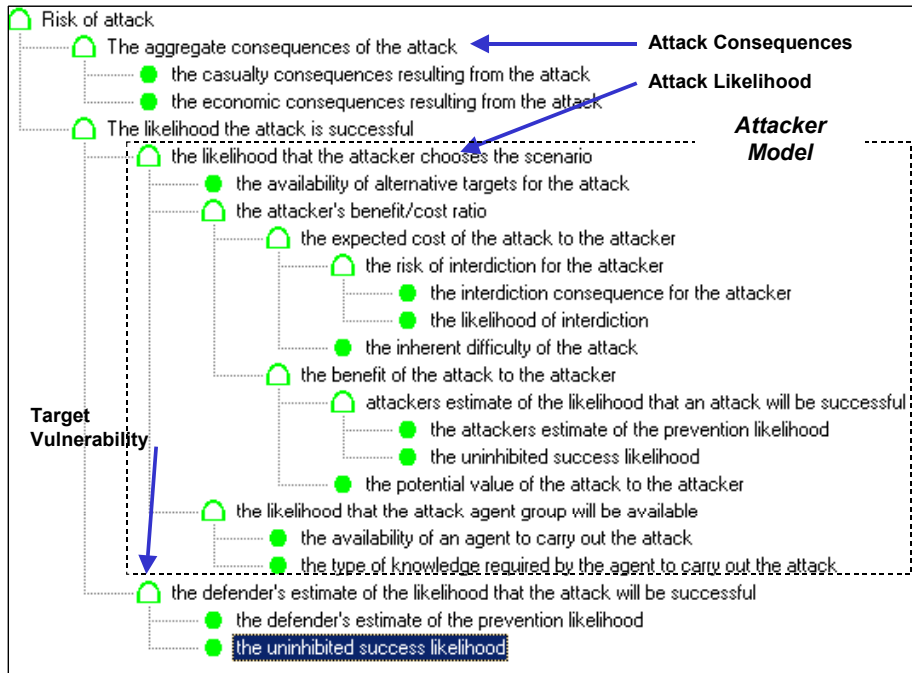 Risk of attack
The aggregate consequences of the attack
Attack Consequences
the casualty consequences resulting from the attack
Attack Likelihood
the economic consequences resulting from the attack
The likelihood the attack is successful
Attacker
Model
the likelihood that the attacker chooses the scenario
the availability of alternative targets for the attack
the attacker's benefit/cost ratio
the expected cost of the attack to the attacker
the risk of interdiction for the attacker
the interdiction consequence for the attacker
the likelihood of interdiction
the inherent difficulty of the attack
the benefit of the attack to the attacker
attackers estimate of the likelihood that an attack will be successful
Target
Vulnerability
the attackers estimate of the prevention likelihood
the uninhibited success likelihood
the potential value of the attack to the attacker
the likelihood that the attack agent group will be available
the availability of an agent to carry out the attack
the type of knowledge required by the agent to carry out the attack
the defender's estimate of the likelihood that the attack will be successful
the defender's estimate of the prevention likelihood
the uninhibited success likelihood